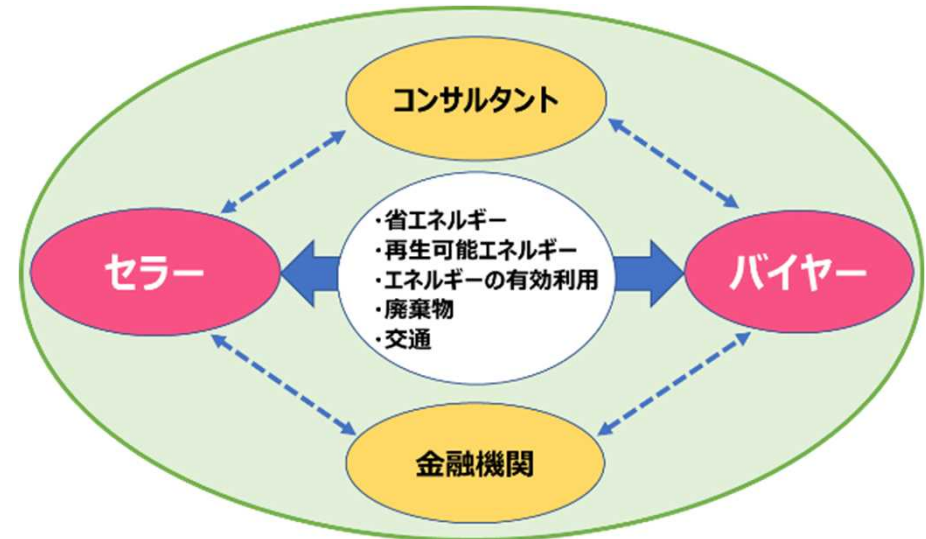 コンサルタント
・省エネルギー
・再生可能エネルギー
・エネルギーの有効利用
・廃棄物
・交通
セラー
バイヤー
金融機関